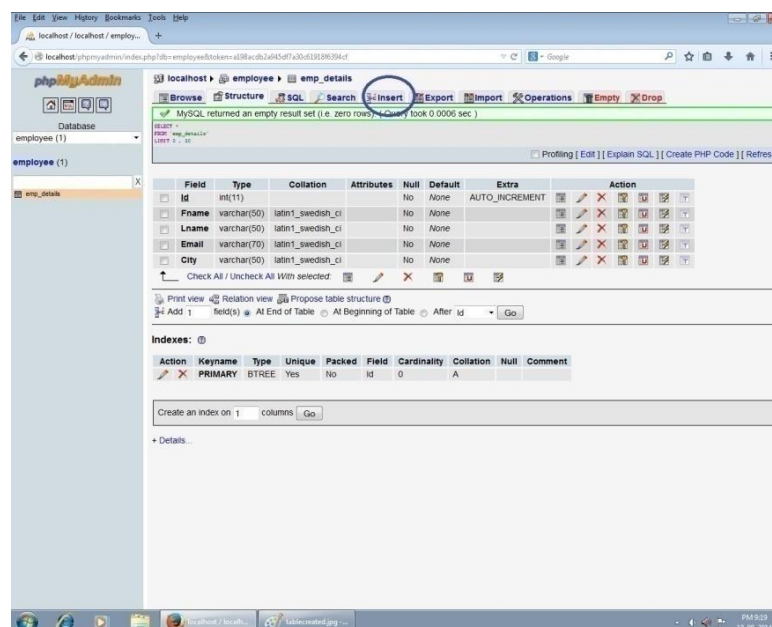 File Edit View History Bookmarks Tools Help
localhost / localhost / employ... +
localhost/phpmyadmin/index.php?db=employee&token=a198acdb2a945df7a30c61918f6394cf Google
phpMyAdmin
Database
employee (1)
employee (1)
X
emp_details
localhost ▸ employee ▸ emp_details
Browse Structure SQL Search Insert Export Import Operations Empty Drop
MySQL returned an empty result set (i.e. zero rows). ( Query took 0.0006 sec )
SELECT *
FROM `emp_details`
LIMIT 0 , 30
Profiling [ Edit ] [ Explain SQL ] [ Create PHP Code ] [ Refres
Field Type Collation Attributes Null Default Extra Action
Id int(11) No None AUTO_INCREMENT
Fname varchar(50) latin1_swedish_ci No None
Lname varchar(50) latin1_swedish_ci No None
Email varchar(70) latin1_swedish_ci No None
City varchar(50) latin1_swedish_ci No None
Check All / Uncheck All With selected:
Print view Relation view Propose table structure
Add 1 field(s) At End of Table At Beginning of Table After Id Go
Indexes:
Action Keyname Type Unique Packed Field Cardinality Collation Null Comment
PRIMARY BTREE Yes No Id 0 A
Create an index on 1 columns Go
+ Details...
localhost / localh... tablecreated.jpg -...
PM 9:19